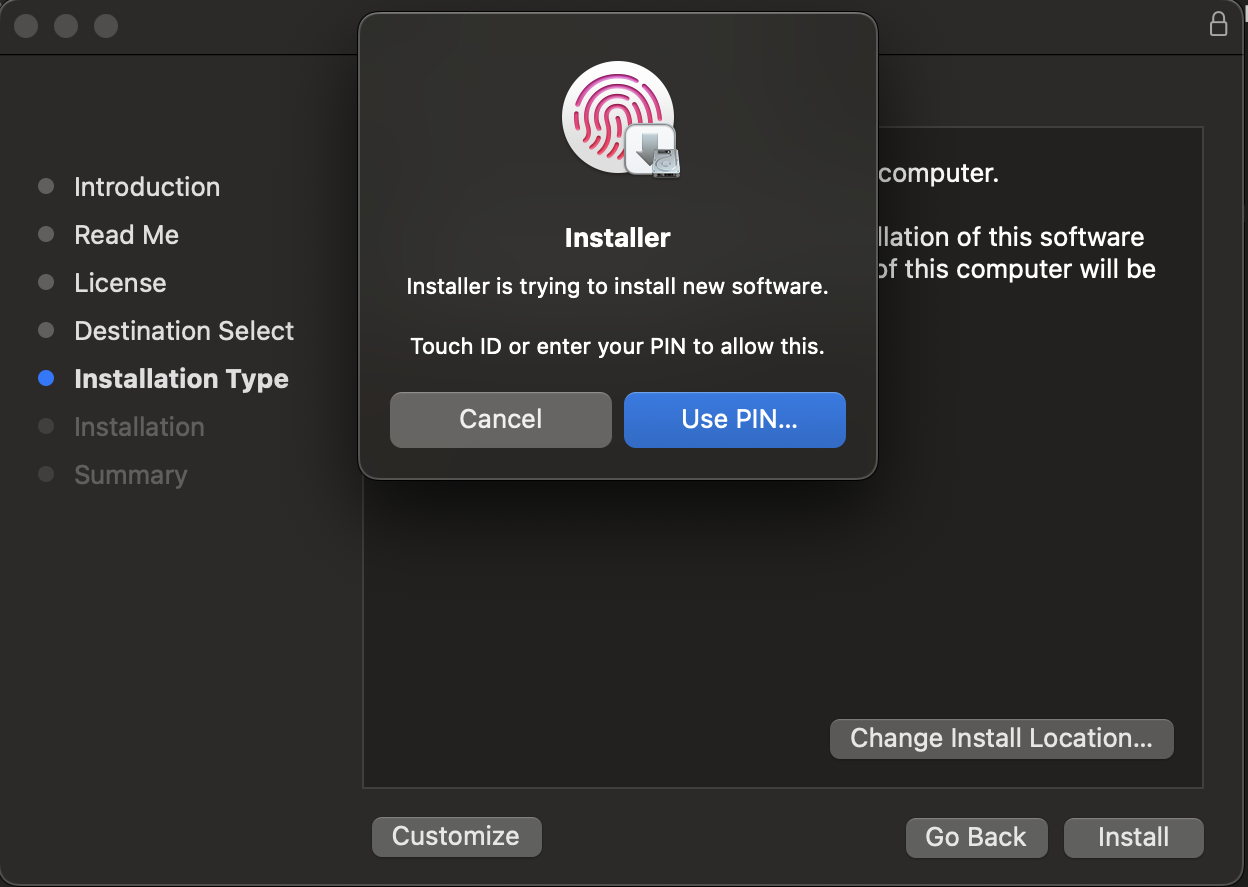 Installer
Installer is trying to install new software.
Touch ID or enter your PIN to allow this.
Cancel
Use PIN...
Introduction
Read Me
License
Destination Select
Installation Type
Installation
Summary
computer.
llation of this software
of this computer will be
Change Install Location...
Customize
Go Back
Install